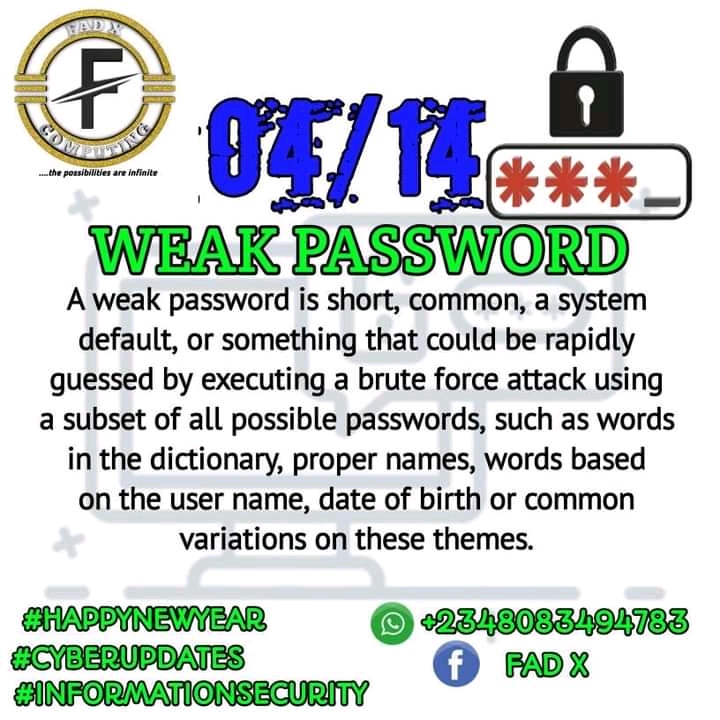 FAD X
F
COMPUTING
....the possibilities are infinite
04/14
***_
WEAK PASSWORD
A weak password is short, common, a system
default, or something that could be rapidly
guessed by executing a brute force attack using
a subset of all possible passwords, such as words
in the dictionary, proper names, words based
on the user name, date of birth or common
variations on these themes.
#HAPPYNEWYEAR
#CYBERUPDATES
#INFORMATIONSECURITY
+2348083494783
f FAD X